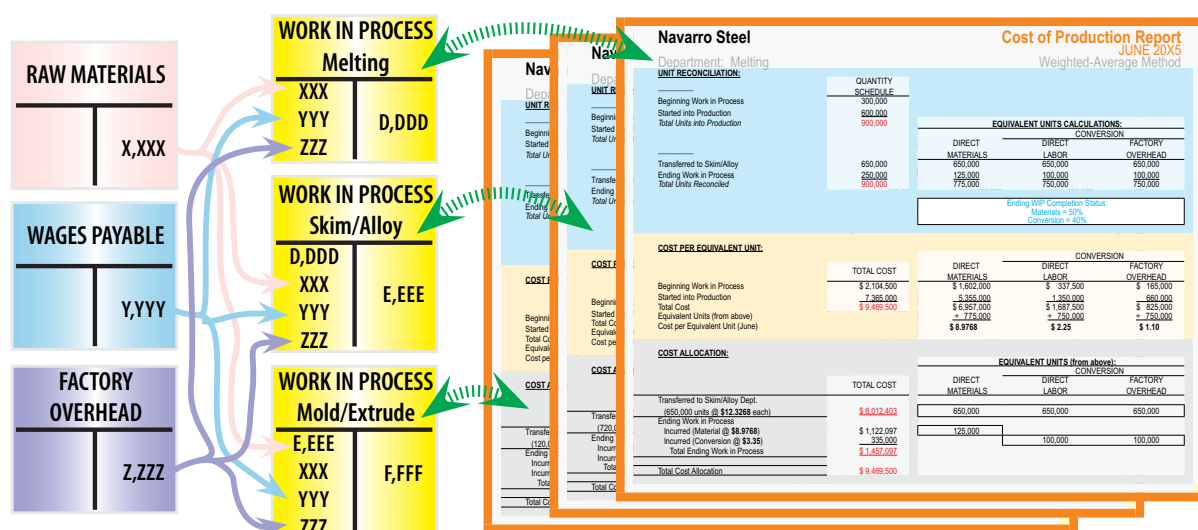 RAW MATERIALS
X,XXX
WAGES PAYABLE
Y,YYY
FACTORY
OVERHEAD
Z,ZZZ
WORK IN PROCESS
Melting
XXX
YYY
ZZZ
D,DDD
WORK IN PROCESS
Skim/Alloy
D,DDD
XXX
YYY
ZZZ
E,EEE
WORK IN PROCESS
Mold/Extrude
E,EEE
XXX
YYY
ZZZ
F,FFF
Navarro Steel
Cost of Production Report
JUNE 20X5
Department: Melting
Weighted-Average Method
UNIT RECONCILIATION:
QUANTITY
SCHEDULE
Beginning Work in Process 300,000
Started into Production 600,000
Total Units into Production 900,000
EQUIVALENT UNITS CALCULATIONS:
CONVERSION
DIRECT DIRECT FACTORY
MATERIALS LABOR OVERHEAD
Transferred to Skim/Alloy 650,000 650,000 650,000 650,000
Ending Work in Process 250,000 125,000 100,000 100,000
Total Units Reconciled 900,000 775,000 750,000 750,000
Ending WIP Completion Status:
Materials = 50%
Conversion = 40%
COST PER EQUIVALENT UNIT:
CONVERSION
DIRECT DIRECT FACTORY
TOTAL COST MATERIALS LABOR OVERHEAD
Beginning Work in Process $ 2,104,500 $ 1,602,000 $ 337,500 $ 165,000
Started into Production 7,365,000 5,355,000 1,350,000 660,000
Total Cost $ 9,469,500 $ 6,957,000 $ 1,687,500 $ 825,000
Equivalent Units (from above) ÷ 775,000 ÷ 750,000 ÷ 750,000
Cost per Equivalent Unit (June) $ 8.9768 $ 2.25 $ 1.10
COST ALLOCATION:
EQUIVALENT UNITS (from above):
CONVERSION
DIRECT DIRECT FACTORY
TOTAL COST MATERIALS LABOR OVERHEAD
Transferred to Skim/Alloy Dept.
(650,000 units @ $12.3268 each) $ 8,012,403 650,000 650,000 650,000
Ending Work in Process
Incurred (Material @ $8.9768) $ 1,122,097 125,000
Incurred (Conversion @ $3.35) 335,000 100,000 100,000
Total Ending Work in Process $ 1,457,097
Total Cost Allocation $ 9,469,500